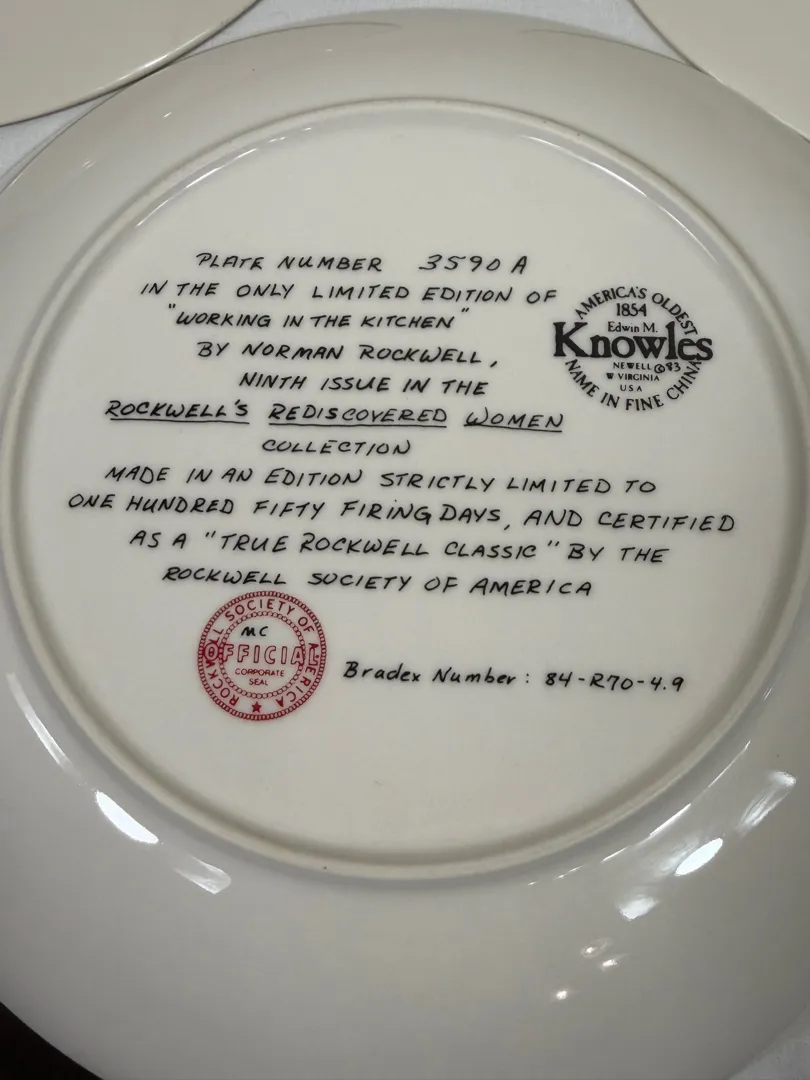 PLATE NUMBER 3590 A
IN THE ONLY LIMITED EDITION OF
"WORKING IN THE KITCHEN"
BY NORMAN ROCKWELL,
NINTH ISSUE IN THE
ROCKWELL'S REDISCOVERED WOMEN
COLLECTION
MADE IN AN EDITION STRICTLY LIMITED TO
ONE HUNDRED FIFTY FIRING DAYS, AND CERTIFIED
AS A "TRUE ROCKWELL CLASSIC" BY THE
ROCKWELL SOCIETY OF AMERICA
AMERICA'S OLDEST
1854
Edwin M.
Knowles
NEWELL ©83
W VIRGINIA
USA
NAME IN FINE CHINA
ROCKWELL SOCIETY OF AMERICA
MC
OFFICIAL
CORPORATE
SEAL
Bradex Number: 84-R70-4.9